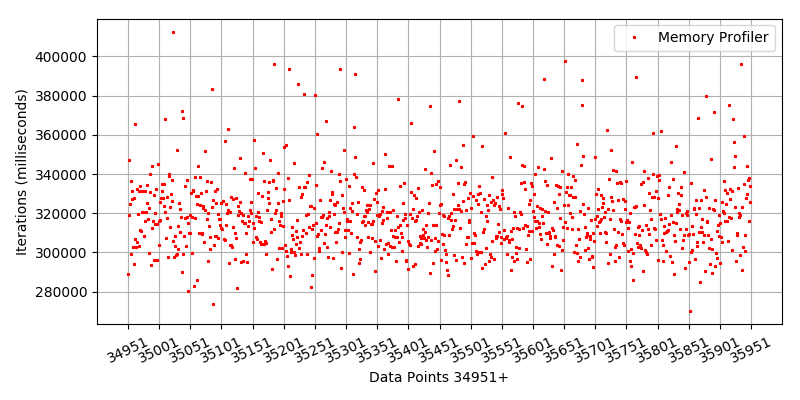 Memory Profiler
Iterations (milliseconds)
400000
380000
360000
340000
320000
300000
280000
34951 35001 35051 35101 35151 35201 35251 35301 35351 35401 35451 35501 35551 35601 35651 35701 35751 35801 35851 35901 35951
Data Points 34951+